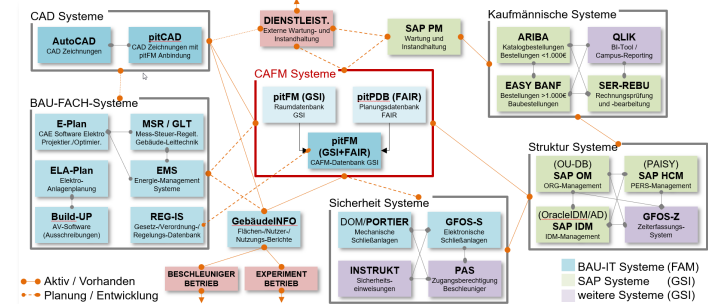 CAD Systeme
AutoCAD
CAD Zeichnungen
pitCAD
CAD Zeichnungen mit
pitFM Anbindung
DIENSTLEIST.
Externe Wartung- und
Instandhaltung
SAP PM
Wartung und
Instandhaltung
Kaufmännische Systeme
ARIBA
Katalogbestellungen
Bestellungen <1.000€
QLIK
BI-Tool /
Campus-Reporting
EASY BANF
Bestellungen >1.000€
Baubestellungen
SER-REBU
Rechnungsprüfung
und -bearbeitung
BAU-FACH-Systeme
E-Plan
CAE Software Elektro
Projektier./Optimier.
MSR / GLT
Mess-Steuer-Regelt.
Gebäude-Leittechnik
ELA-Plan
Elektro-
Anlagenplanung
EMS
Energie-Management
Systeme
Build-UP
AV-Software
(Ausschreibungen)
REG-IS
Gesetz-/Verordnung-/
Regelungs-Datenbank
CAFM Systeme
pitFM (GSI)
Raumdatenbank
GSI
pitPDB (FAIR)
Planungsdatenbank
FAIR
pitFM
(GSI+FAIR)
CAFM-Datenbank GSI
GebäudeINFO
Flächen-/Nutzer-/
Nutzungs-Berichte
BESCHLEUNIGER
BETRIEB
EXPERIMENT
BETRIEB
Sicherheit Systeme
DOM/PORTIER
Mechanische
Schließanlagen
GFOS-S
Elektronische
Schließanlagen
INSTRUKT
Sicherheits-
einweisungen
PAS
Zugangsberechtigung
Beschleuniger
Struktur Systeme
(OU-DB)
SAP OM
ORG-Management
(PAISY)
SAP HCM
PERS-Management
(OracleIDM/AD)
SAP IDM
IDM-Management
GFOS-Z
Zeiterfassungs-
System
Aktiv / Vorhanden
Planung / Entwicklung
BAU-IT Systeme (FAM)
SAP Systeme (GSI)
weitere Systeme (GSI)